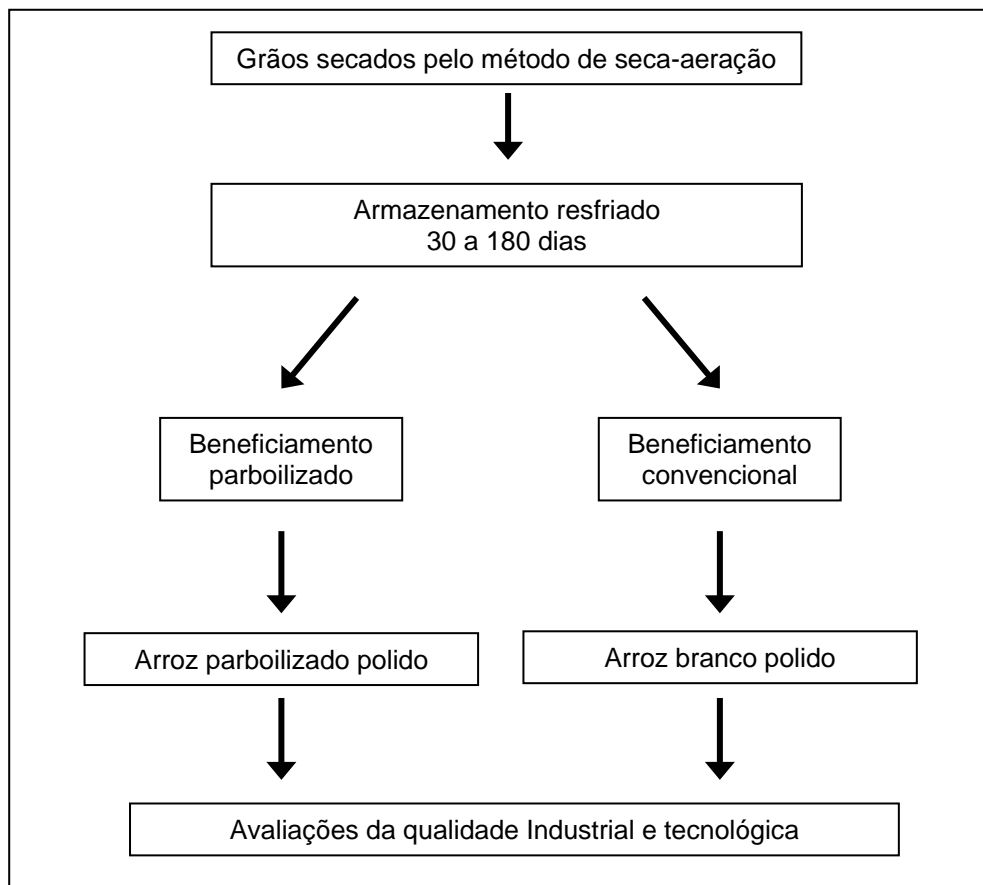 Grãos secados pelo método de seca-aeração
Armazenamento resfriado
30 a 180 dias
Beneficiamento
parboilizado
Beneficiamento
convencional
Arroz parboilizado polido
Arroz branco polido
Avaliações da qualidade Industrial e tecnológica